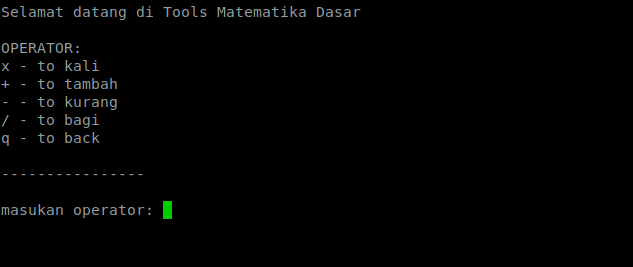 Selamat datang di Tools Matematika Dasar
OPERATOR:
x - to kali
+ - to tambah
- - to kurang
/ - to bagi
q - to back
----------------
masukan operator: